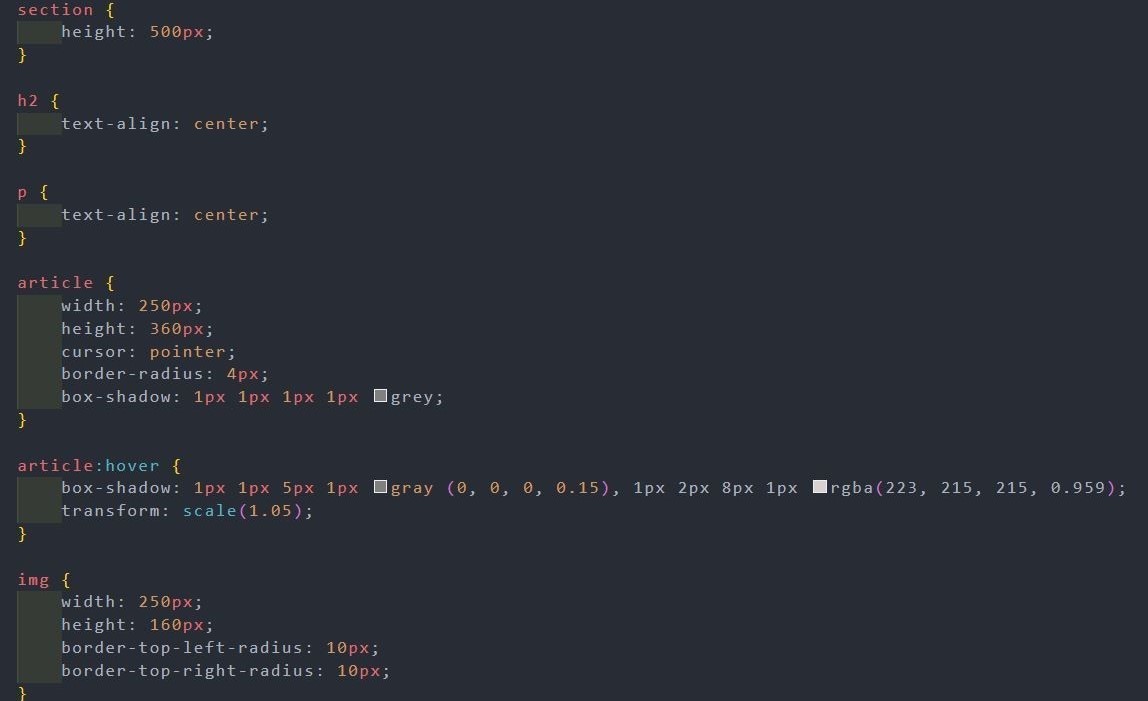 section {
    height: 500px;
}
h2 {
    text-align: center;
}
p {
    text-align: center;
}
article {
    width: 250px;
    height: 360px;
    cursor: pointer;
    border-radius: 4px;
    box-shadow: 1px 1px 1px 1px grey;
}
article:hover {
    box-shadow: 1px 1px 5px 1px gray (0, 0, 0, 0.15), 1px 2px 8px 1px rgba(223, 215, 215, 0.959);
    transform: scale(1.05);
}
img {
    width: 250px;
    height: 160px;
    border-top-left-radius: 10px;
    border-top-right-radius: 10px;
}